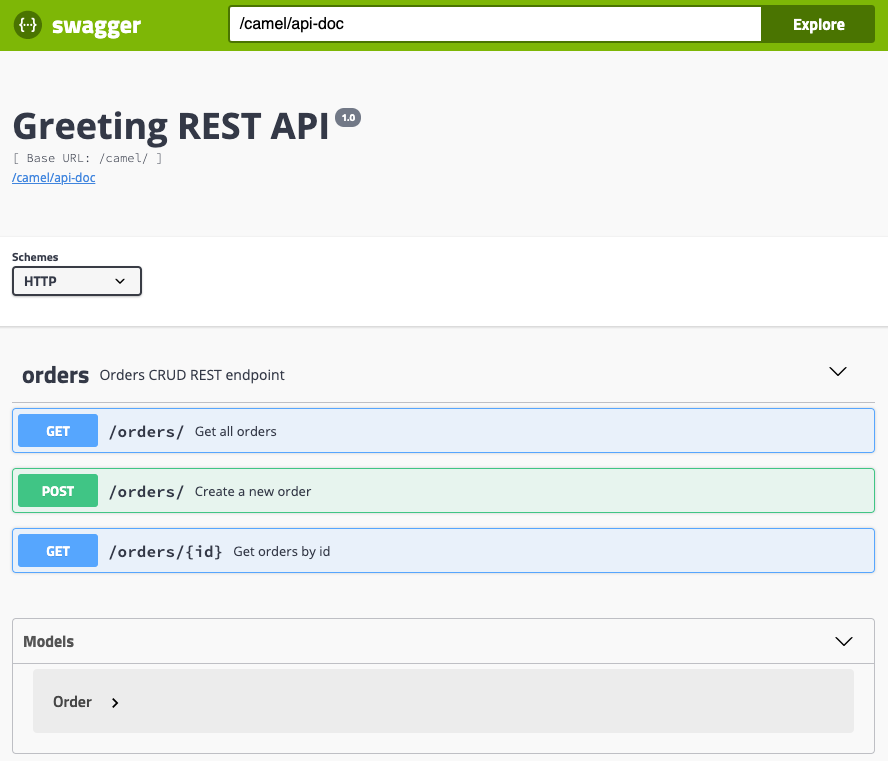 {···} swagger /camel/api-doc Explore
Greeting REST API 1.0
[ Base URL: /camel/ ]
/camel/api-doc
Schemes
HTTP
orders Orders CRUD REST endpoint
GET /orders/ Get all orders
POST /orders/ Create a new order
GET /orders/{id} Get orders by id
Models
Order